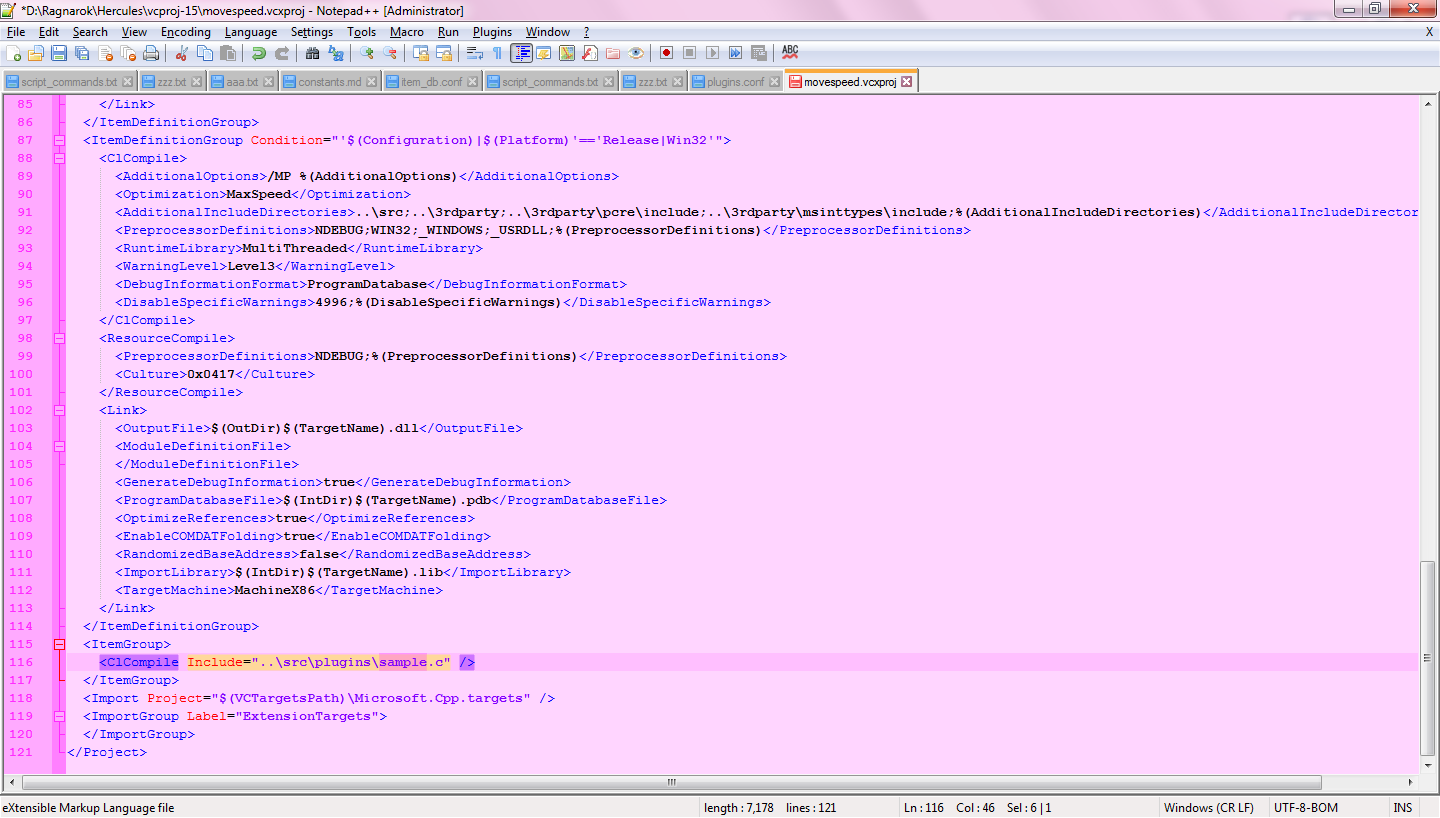 *D:\Ragnarok\Hercules\vcproj-15\movespeed.vcxproj - Notepad++ [Administrator]
File Edit Search View Encoding Language Settings Tools Macro Run Plugins Window ? X
ABC
script_commands.txt zzz.txt aaa.txt constants.md item_db.conf script_commands.txt zzz.txt plugins.conf movespeed.vcxproj
85 </Link>
86 </ItemDefinitionGroup>
87 <ItemDefinitionGroup Condition="'$(Configuration)|$(Platform)'=='Release|Win32'">
88 <ClCompile>
89 <AdditionalOptions>/MP %(AdditionalOptions)</AdditionalOptions>
90 <Optimization>MaxSpeed</Optimization>
91 <AdditionalIncludeDirectories>..\src;..\3rdparty;..\3rdparty\pcre\include;..\3rdparty\msinttypes\include;%(AdditionalIncludeDirectories)</AdditionalIncludeDirector
92 <PreprocessorDefinitions>NDEBUG;WIN32;_WINDOWS;_USRDLL;%(PreprocessorDefinitions)</PreprocessorDefinitions>
93 <RuntimeLibrary>MultiThreaded</RuntimeLibrary>
94 <WarningLevel>Level3</WarningLevel>
95 <DebugInformationFormat>ProgramDatabase</DebugInformationFormat>
96 <DisableSpecificWarnings>4996;%(DisableSpecificWarnings)</DisableSpecificWarnings>
97 </ClCompile>
98 <ResourceCompile>
99 <PreprocessorDefinitions>NDEBUG;%(PreprocessorDefinitions)</PreprocessorDefinitions>
100 <Culture>0x0417</Culture>
101 </ResourceCompile>
102 <Link>
103 <OutputFile>$(OutDir)$(TargetName).dll</OutputFile>
104 <ModuleDefinitionFile>
105 </ModuleDefinitionFile>
106 <GenerateDebugInformation>true</GenerateDebugInformation>
107 <ProgramDatabaseFile>$(IntDir)$(TargetName).pdb</ProgramDatabaseFile>
108 <OptimizeReferences>true</OptimizeReferences>
109 <EnableCOMDATFolding>true</EnableCOMDATFolding>
110 <RandomizedBaseAddress>false</RandomizedBaseAddress>
111 <ImportLibrary>$(IntDir)$(TargetName).lib</ImportLibrary>
112 <TargetMachine>MachineX86</TargetMachine>
113 </Link>
114 </ItemDefinitionGroup>
115 <ItemGroup>
116 <ClCompile Include="..\src\plugins\sample.c" />
117 </ItemGroup>
118 <Import Project="$(VCTargetsPath)\Microsoft.Cpp.targets" />
119 <ImportGroup Label="ExtensionTargets">
120 </ImportGroup>
121 </Project>
eXtensible Markup Language file length : 7,178 lines : 121 Ln : 116 Col : 46 Sel : 6 | 1 Windows (CR LF) UTF-8-BOM INS